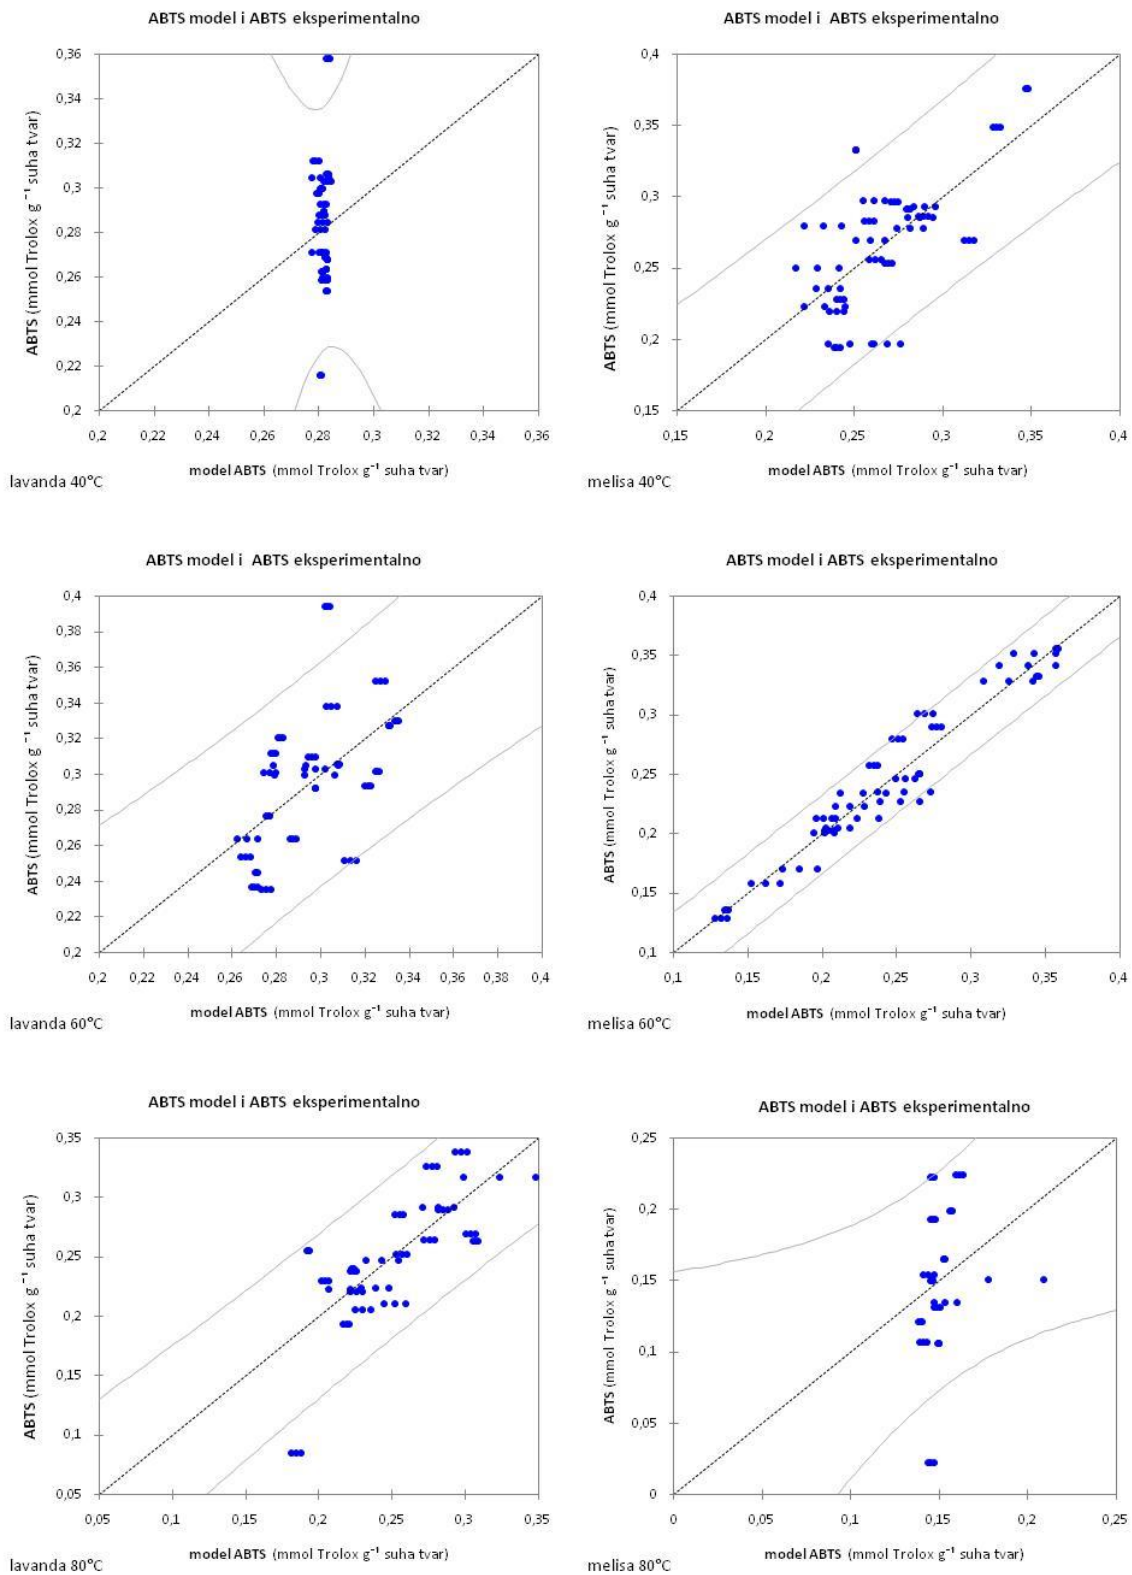 ABTS model i ABTS eksperimentalno
ABTS (mmol Trolox g⁻¹ suha tvar)
0,36
0,34
0,32
0,3
0,28
0,26
0,24
0,22
0,2
0,2 0,22 0,24 0,26 0,28 0,3 0,32 0,34 0,36
model ABTS (mmol Trolox g⁻¹ suha tvar)
lavanda 40°C
ABTS model i ABTS eksperimentalno
ABTS (mmol Trolox g⁻¹ suha tvar)
0,4
0,35
0,3
0,25
0,2
0,15
0,15 0,2 0,25 0,3 0,35 0,4
model ABTS (mmol Trolox g⁻¹ suha tvar)
melisa 40°C
ABTS model i ABTS eksperimentalno
ABTS (mmol Trolox g⁻¹ suha tvar)
0,4
0,38
0,36
0,34
0,32
0,3
0,28
0,26
0,24
0,22
0,2
0,2 0,22 0,24 0,26 0,28 0,3 0,32 0,34 0,36 0,38 0,4
model ABTS (mmol Trolox g⁻¹ suha tvar)
lavanda 60°C
ABTS model i ABTS eksperimentalno
ABTS (mmol Trolox g⁻¹ suha tvar)
0,4
0,35
0,3
0,25
0,2
0,15
0,1
0,1 0,15 0,2 0,25 0,3 0,35 0,4
model ABTS (mmol Trolox g⁻¹ suha tvar)
melisa 60°C
ABTS model i ABTS eksperimentalno
ABTS (mmol Trolox g⁻¹ suha tvar)
0,35
0,3
0,25
0,2
0,15
0,1
0,05
0,05 0,1 0,15 0,2 0,25 0,3 0,35
model ABTS (mmol Trolox g⁻¹ suha tvar)
lavanda 80°C
ABTS model i ABTS eksperimentalno
ABTS (mmol Trolox g⁻¹ suha tvar)
0,25
0,2
0,15
0,1
0,05
0
0 0,05 0,1 0,15 0,2 0,25
model ABTS (mmol Trolox g⁻¹ suha tvar)
melisa 80°C